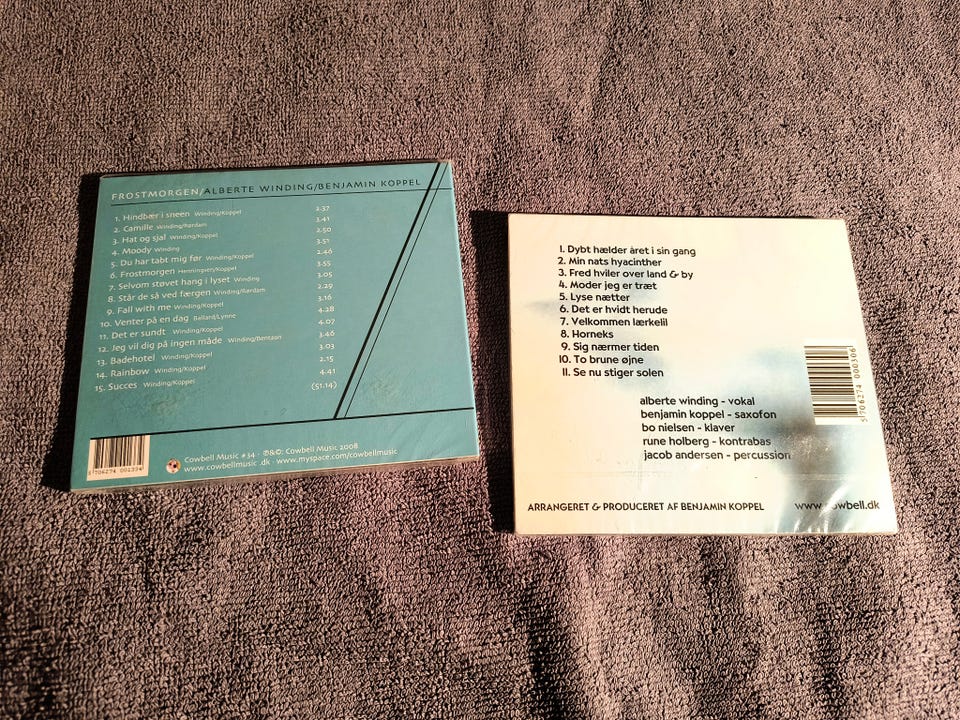 FROSTMORGEN/ALBERTE WINDING/BENJAMIN KOPPEL
1. Hindbær i sneen Winding/Koppel 2.37
2. Camille Winding/Rørdam 3.41
3. Hat og sjal Winding/Koppel 2.50
4. Moody Winding 3.51
5. Du har tabt mig før Winding/Koppel 2.46
6. Frostmorgen Henningsen/Koppel 3.55
7. Selvom støvet hang i lyset Winding 3.05
8. Står de så ved færgen Winding/Rørdam 2.29
9. Fall with me Winding/Koppel 3.16
10. Venter på en dag Ballard/Lynne 4.28
11. Det er sundt Winding/Koppel 4.07
12. Jeg vil dig på ingen måde Winding/Bentzon 3.46
13. Badehotel Winding/Koppel 3.03
14. Rainbow Winding/Koppel 2.15
15. Succes Winding/Koppel 4.41
(51.14)
Cowbell Music #34 · ℗&©: Cowbell Music 2008
www.cowbellmusic.dk · www.myspace.com/cowbellmusic
1. Dybt hælder året i sin gang
2. Min nats hyacinther
3. Fred hviler over land & by
4. Moder jeg er træt
5. Lyse nætter
6. Det er hvidt herude
7. Velkommen lærkelil
8. Horneks
9. Sig nærmer tiden
10. To brune øjne
11. Se nu stiger solen
alberte winding - vokal
benjamin koppel - saxofon
bo nielsen - klaver
rune holberg - kontrabas
jacob andersen - percussion
5 706274 000306
ARRANGERET & PRODUCERET AF BENJAMIN KOPPEL
www.cowbell.dk